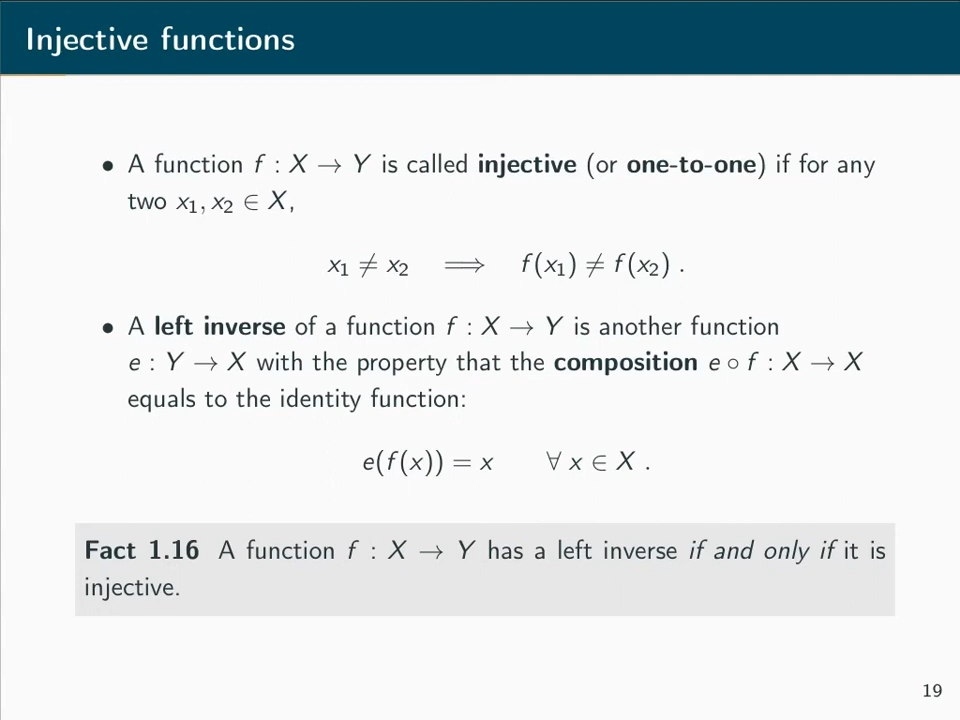 Injective functions
• A function f : X → Y is called injective (or one-to-one) if for any
two x₁, x₂ ∈ X,
x₁ ≠ x₂ ⟹ f(x₁) ≠ f(x₂) .
• A left inverse of a function f : X → Y is another function
e : Y → X with the property that the composition e ∘ f : X → X
equals to the identity function:
e(f(x)) = x ∀ x ∈ X .
Fact 1.16 A function f : X → Y has a left inverse if and only if it is
injective.
19